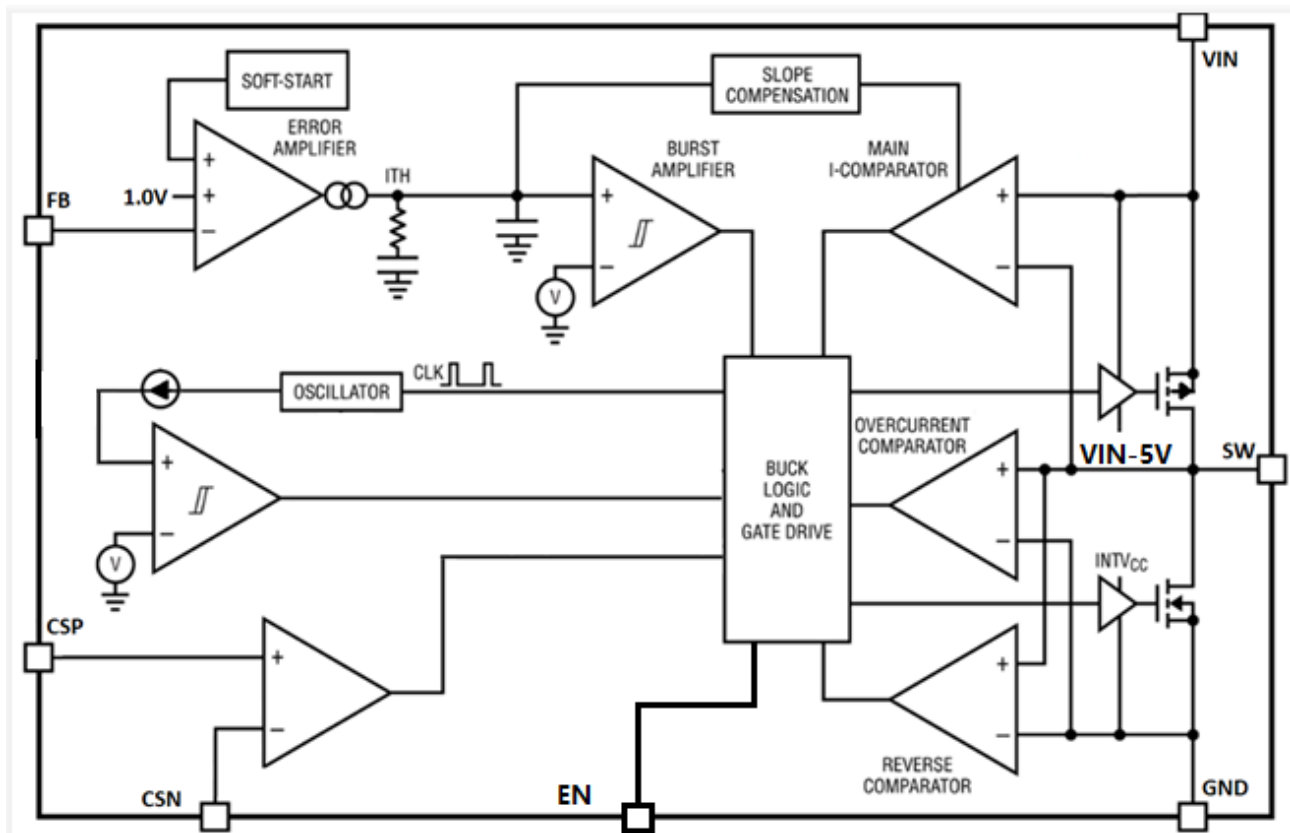 VIN
SOFT-START
SLOPE
COMPENSATION
ERROR
AMPLIFIER
BURST
AMPLIFIER
MAIN
I-COMPARATOR
ITH
FB
1.0V
+
+
−
+
−
+
−
V
CLK
OSCILLATOR
OVERCURRENT
COMPARATOR
VIN-5V
SW
BUCK
LOGIC
AND
GATE DRIVE
+
−
+
−
V
INTVCC
CSP
+
−
+
−
REVERSE
COMPARATOR
CSN
EN
GND